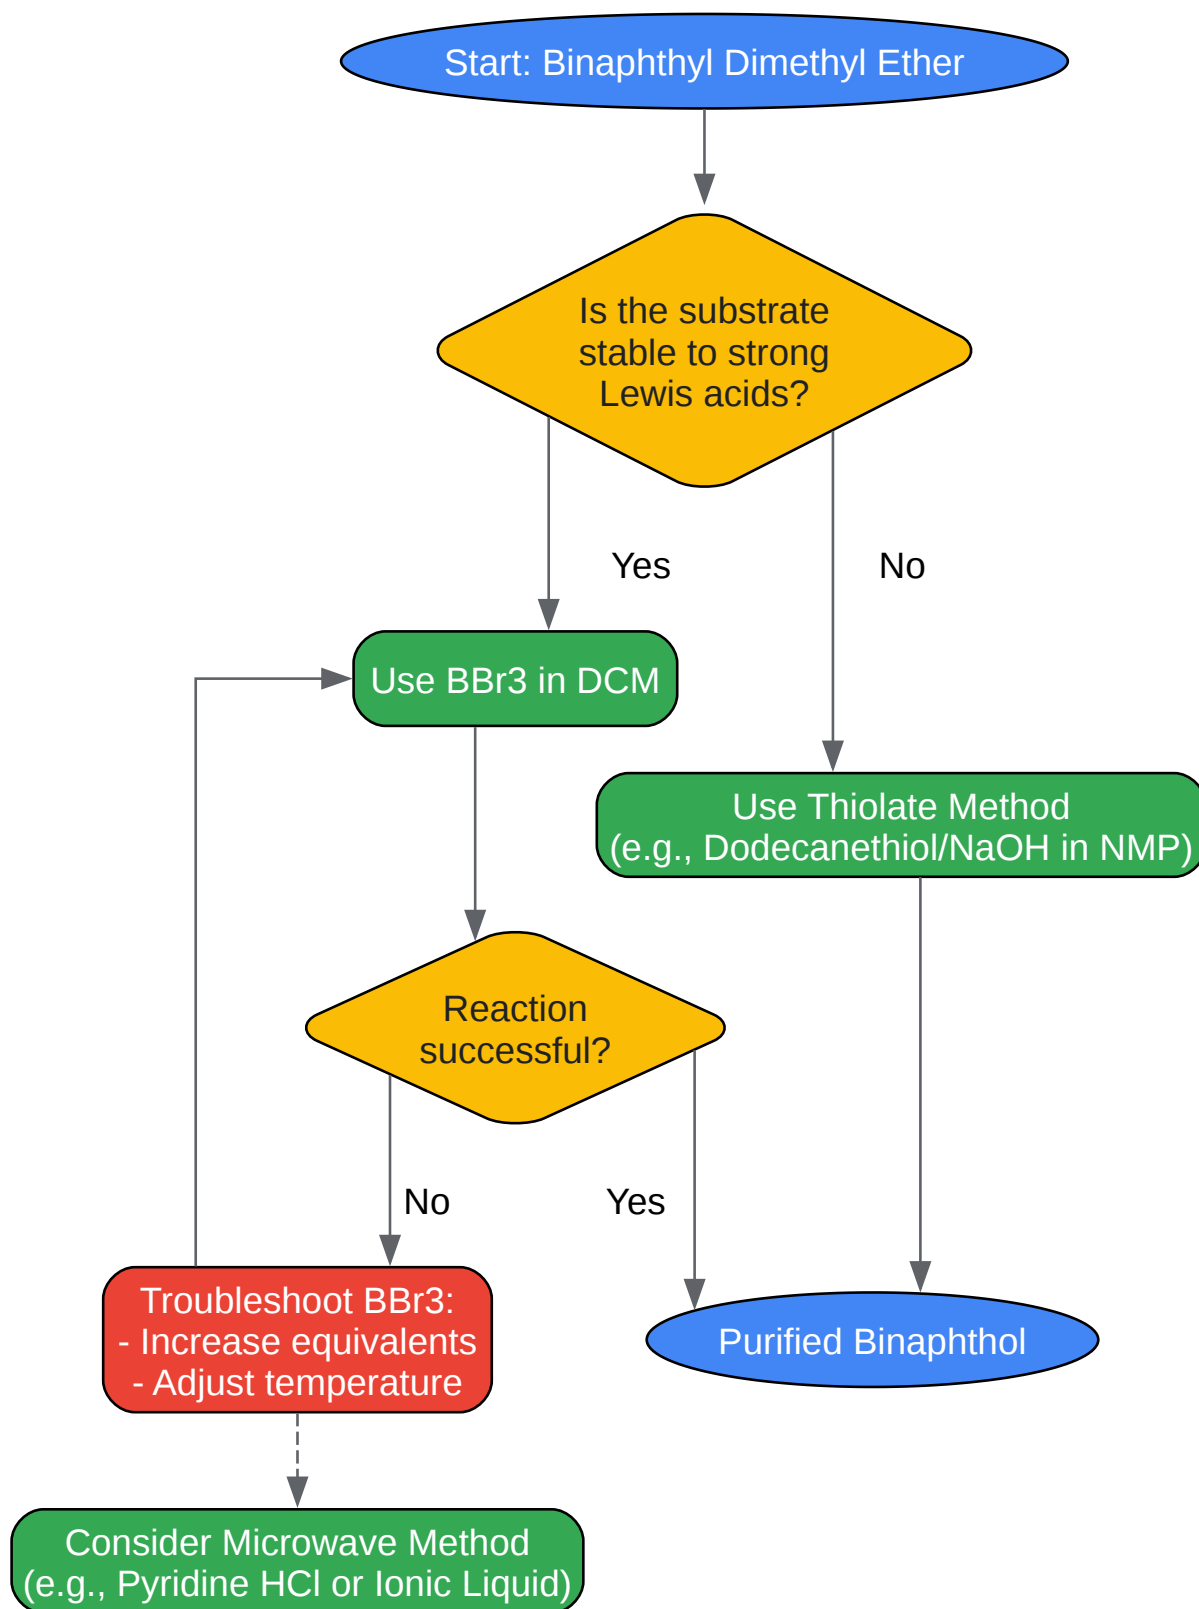 Start: Binaphthyl Dimethyl Ether
Is the substrate
stable to strong
Lewis acids?
Yes
No
Use BBr3 in DCM
Use Thiolate Method
(e.g., Dodecanethiol/NaOH in NMP)
Reaction
successful?
No
Yes
Troubleshoot BBr3:
- Increase equivalents
- Adjust temperature
Purified Binaphthol
Consider Microwave Method
(e.g., Pyridine HCl or Ionic Liquid)